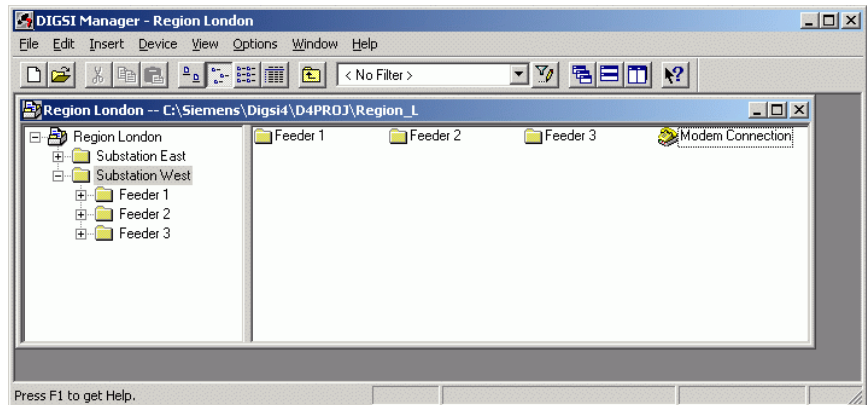 DIGSI Manager - Region London
File Edit Insert Device View Options Window Help
< No Filter >
Region London -- C:\Siemens\Digsi4\D4PROJ\Region_L
Region London
Substation East
Substation West
Feeder 1
Feeder 2
Feeder 3
Feeder 1 Feeder 2 Feeder 3 Modem Connection
Press F1 to get Help.